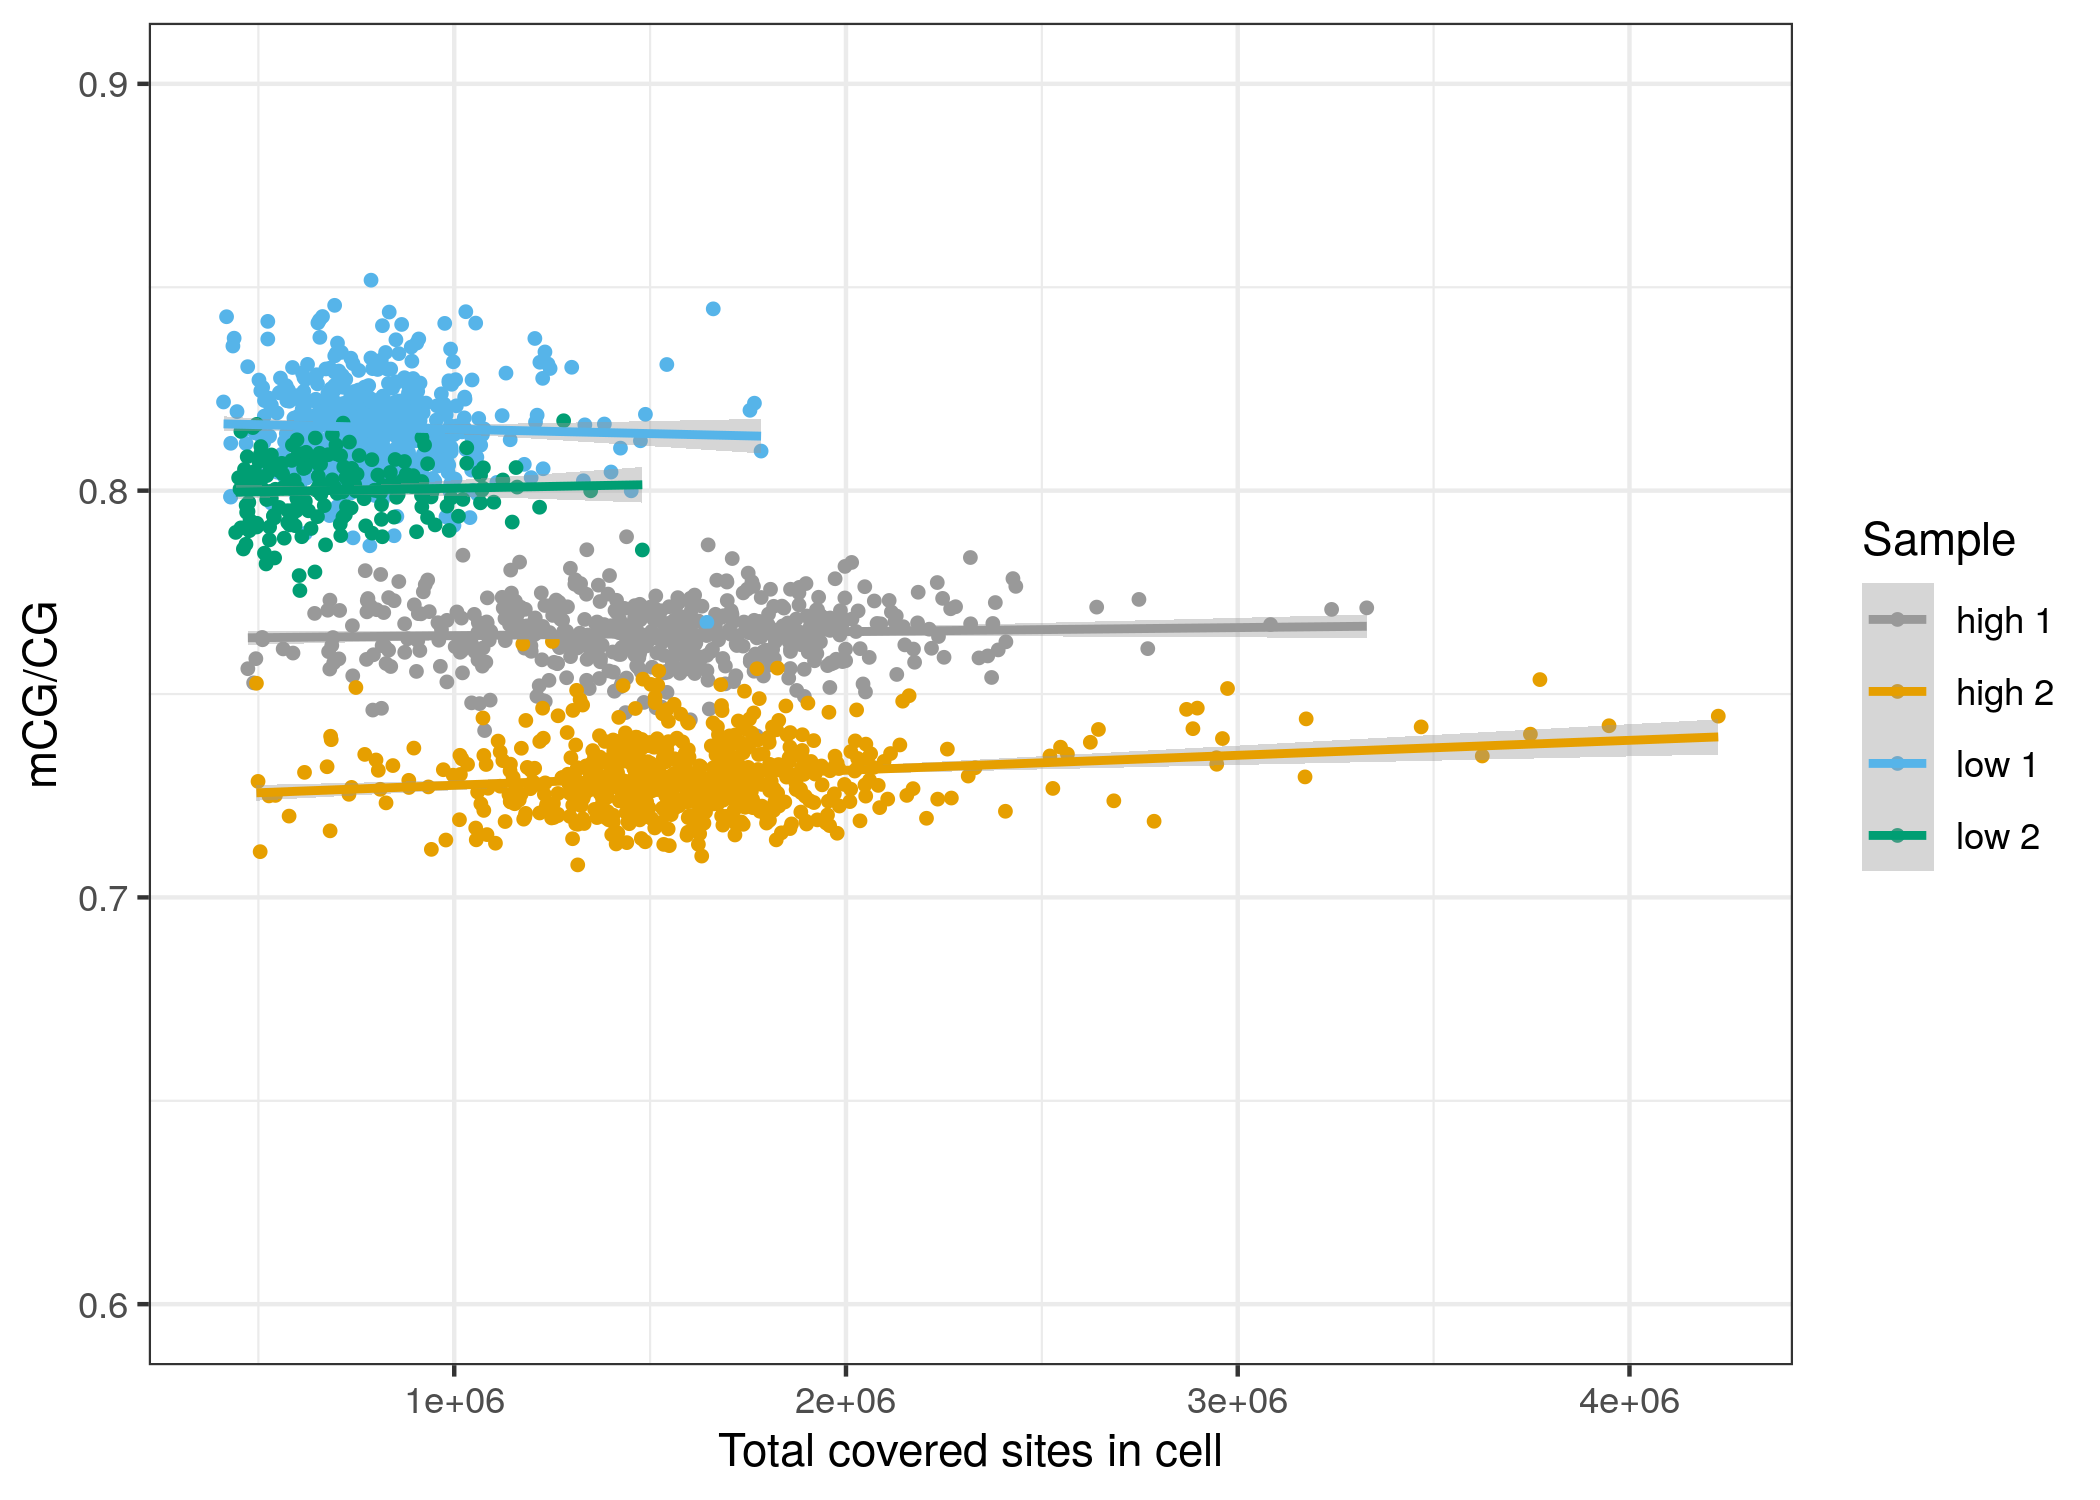 0.9
0.8
0.7
0.6
mCG/CG
1e+06
2e+06
3e+06
4e+06
Total covered sites in cell
Sample
high 1
high 2
low 1
low 2